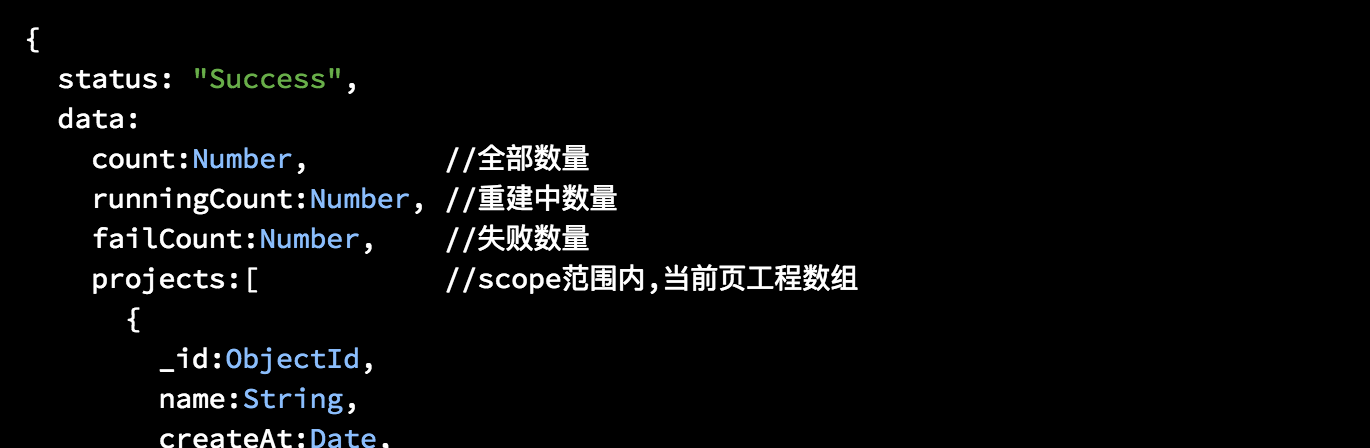 {
status: "Success",
data:
count:Number, //全部数量
runningCount:Number, //重建中数量
failCount:Number, //失败数量
projects:[ //scope范围内,当前页工程数组
{
_id:ObjectId,
name:String,
createAt:Date,